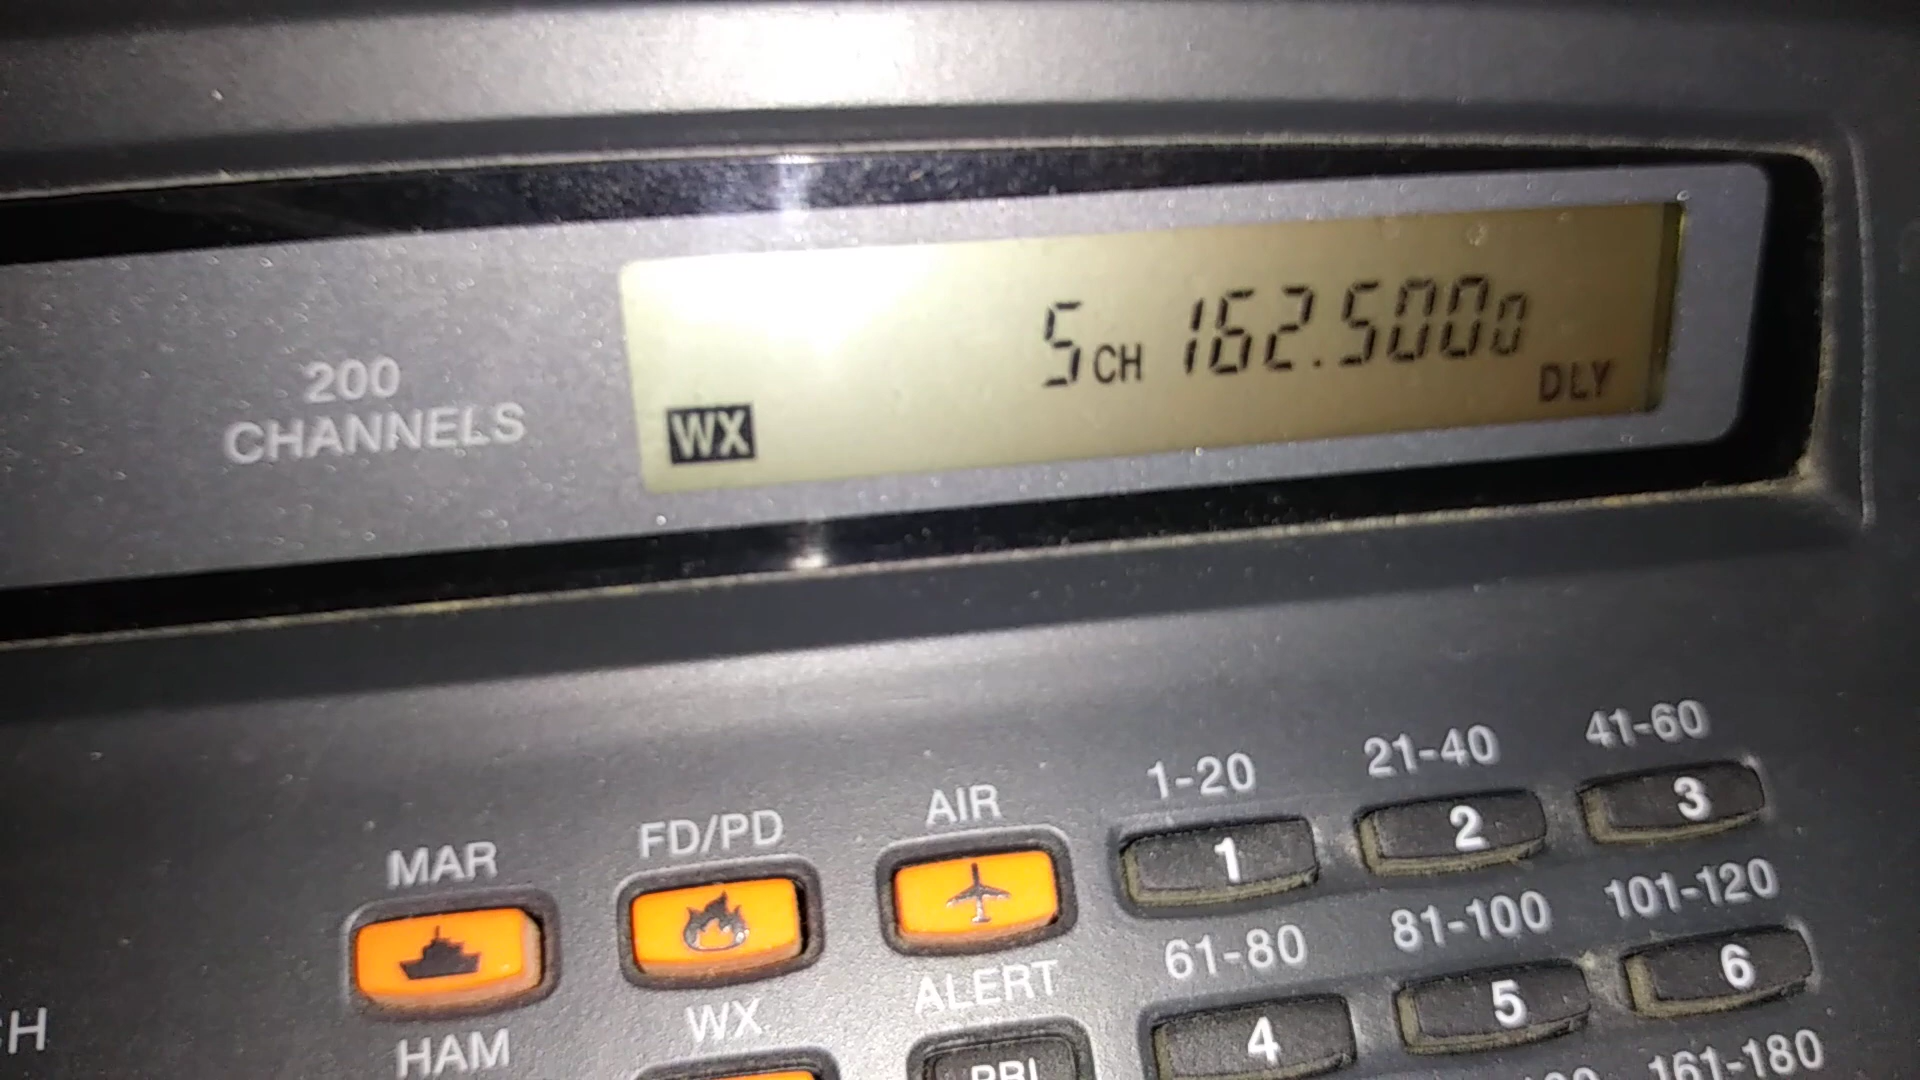 200
CHANNELS
5 CH 162.5000
DLY
WX
1-20 21-40 41-60
MAR FD/PD AIR
1 2 3
61-80 81-100 101-120
HAM WX ALERT
4 5 6
PRI
161-180